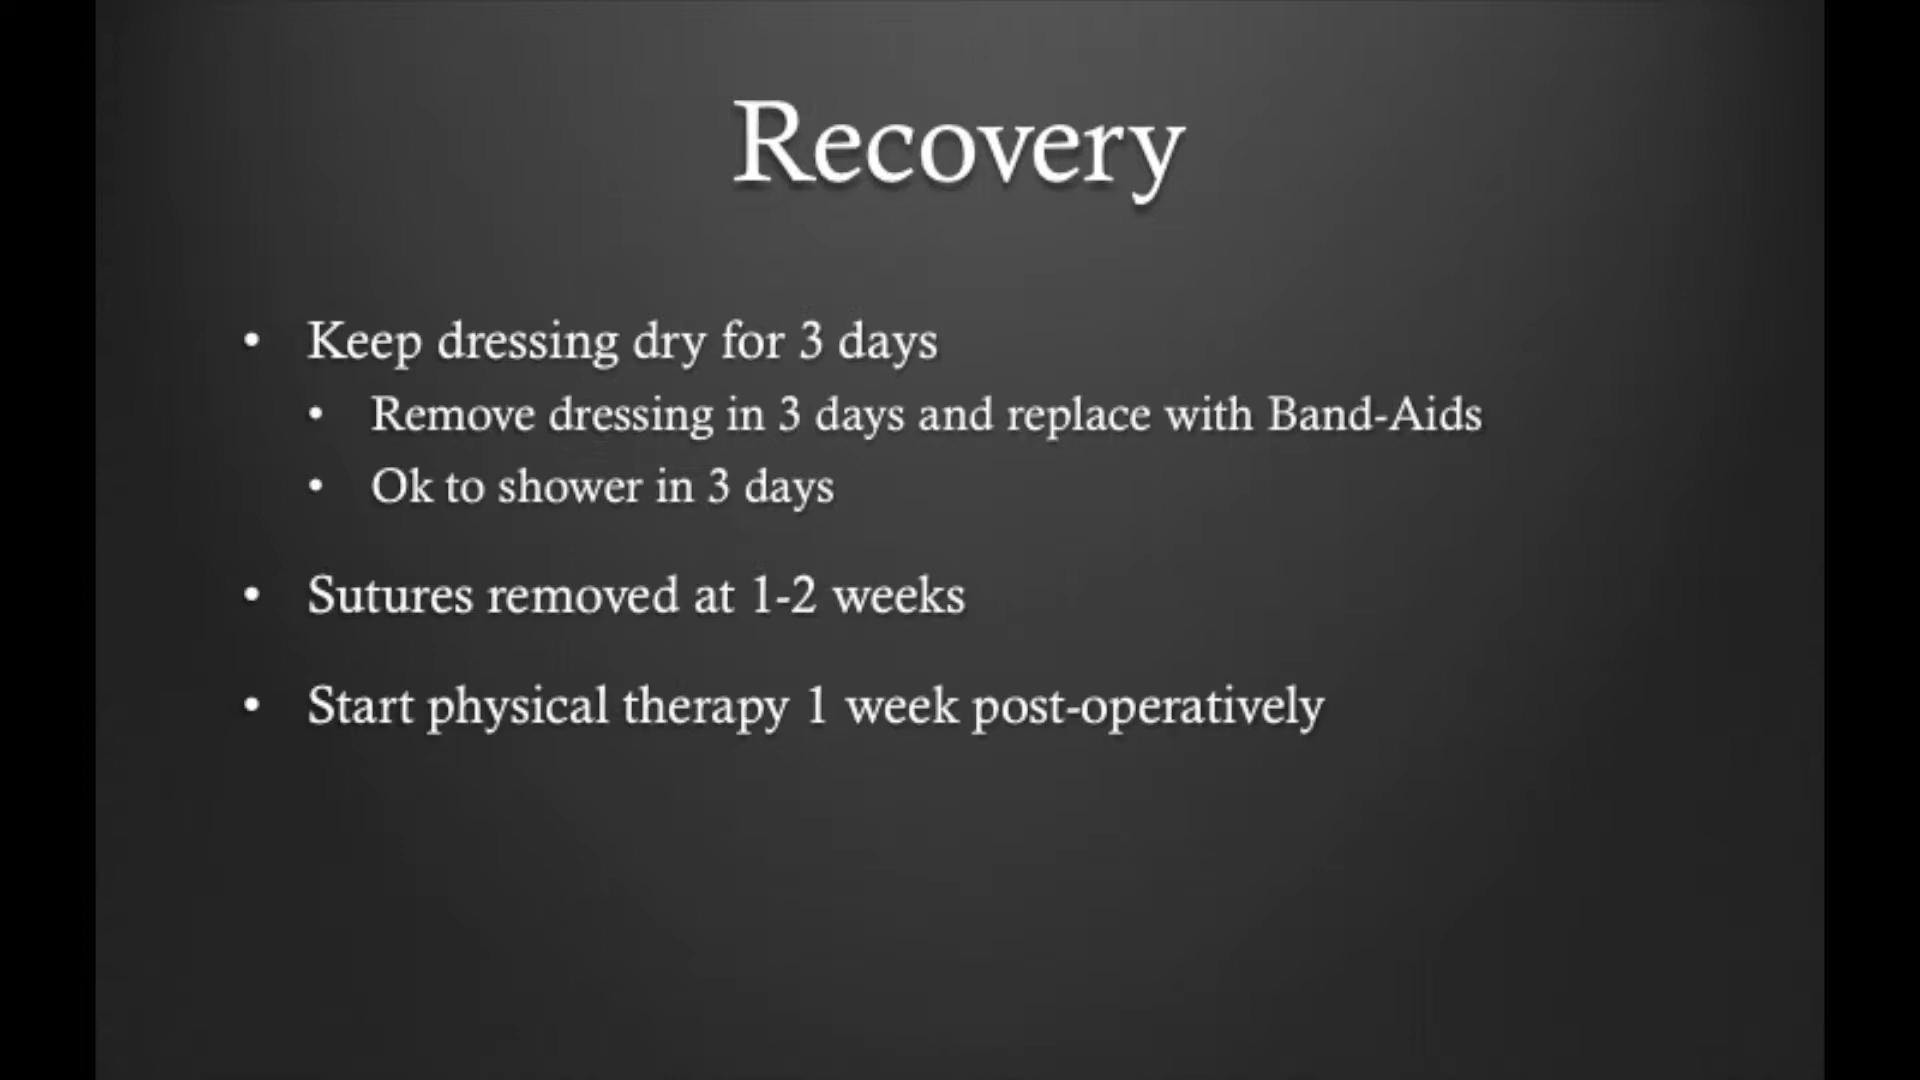 Recovery
• Keep dressing dry for 3 days
• Remove dressing in 3 days and replace with Band-Aids
• Ok to shower in 3 days
• Sutures removed at 1-2 weeks
• Start physical therapy 1 week post-operatively